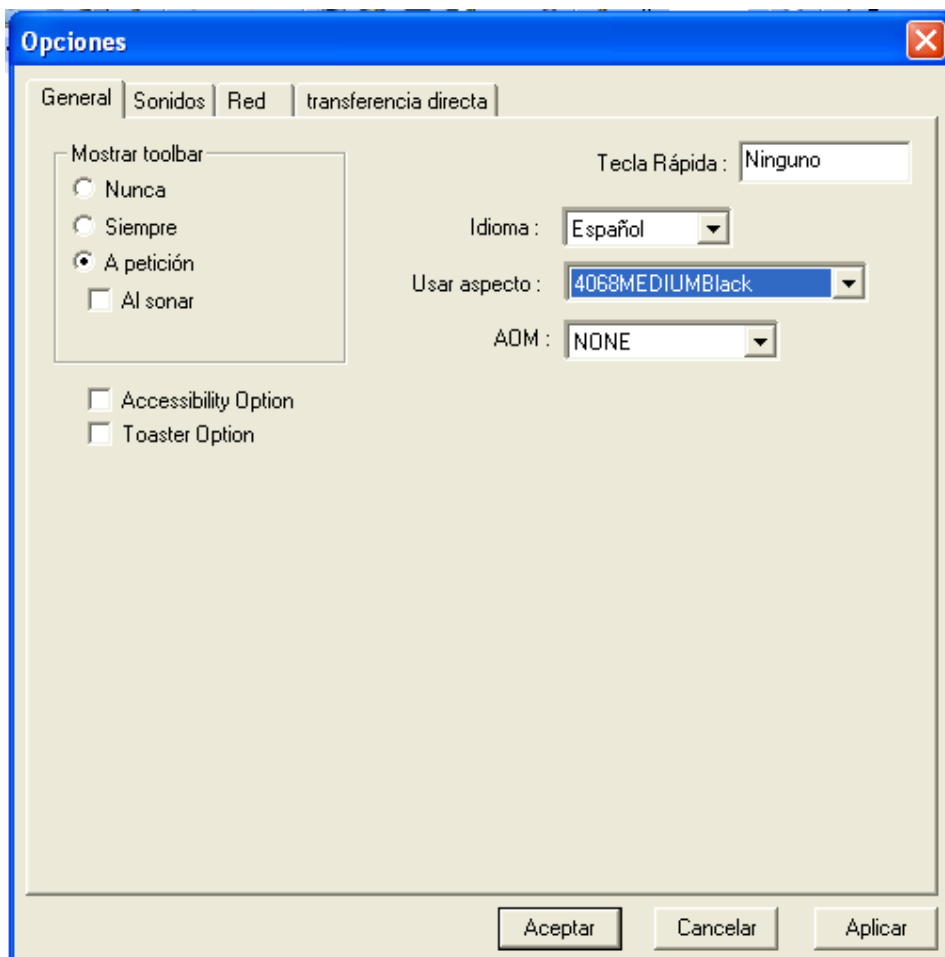 Opciones
General Sonidos Red transferencia directa
Mostrar toolbar
Nunca
Siempre
A petición
Al sonar
Accessibility Option
Toaster Option
Tecla Rápida : Ninguno
Idioma : Español
Usar aspecto : 4068MEDIUMBlack
AOM : NONE
Aceptar Cancelar Aplicar